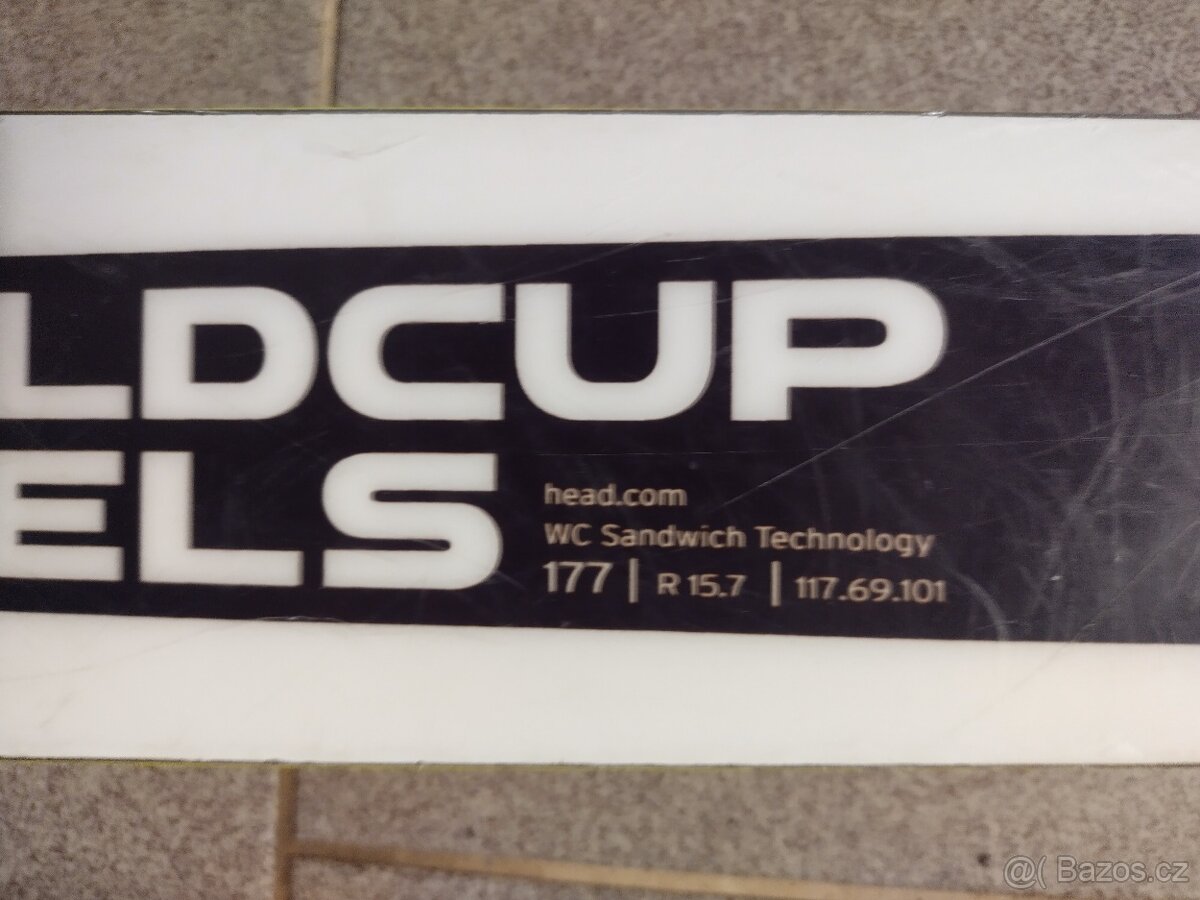 LDCUP
ELS
head.com
WC Sandwich Technology
177 | R 15.7 | 117.69.101
@( Bazos.cz